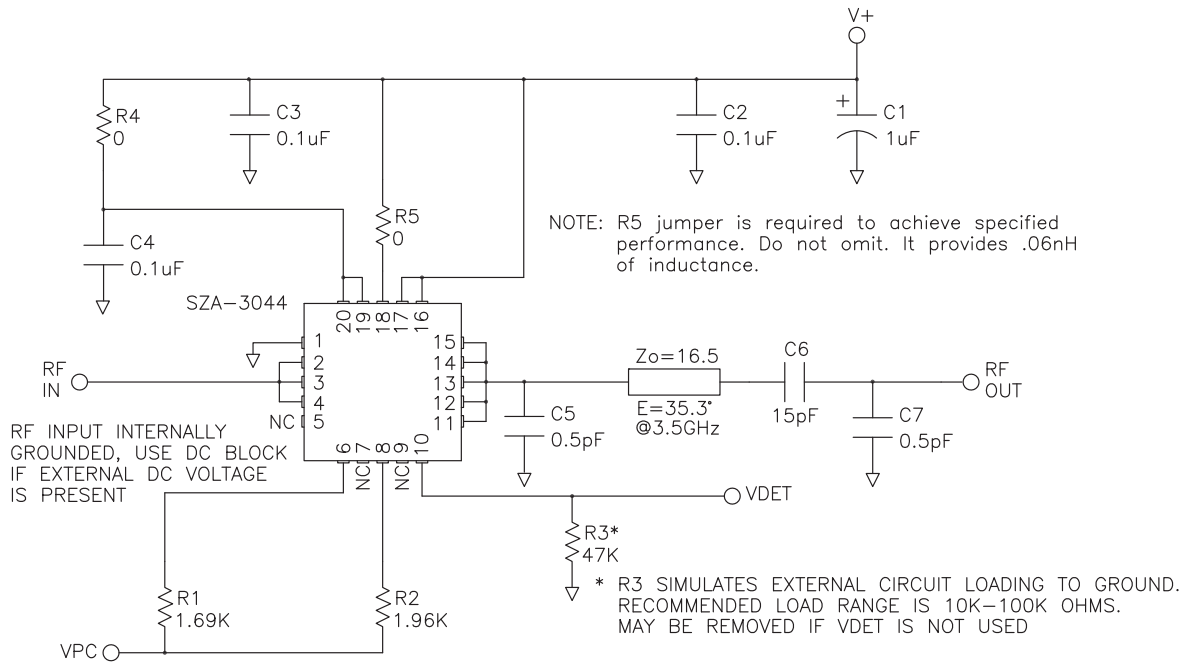 V+
R4
0
C3
0.1uF
C2
0.1uF
+
C1
1uF
R5
0
NOTE: R5 jumper is required to achieve specified
performance. Do not omit. It provides .06nH
of inductance.
C4
0.1uF
SZA-3044
20
19
18
17
16
1
2
3
4
5
NC
15
14
13
12
11
6
7
8
9
10
NC
NC
RF
IN
RF INPUT INTERNALLY
GROUNDED, USE DC BLOCK
IF EXTERNAL DC VOLTAGE
IS PRESENT
Zo=16.5
E=35.3°
@3.5GHz
C6
15pF
RF
OUT
C5
0.5pF
C7
0.5pF
VDET
R3*
47K
* R3 SIMULATES EXTERNAL CIRCUIT LOADING TO GROUND.
RECOMMENDED LOAD RANGE IS 10K-100K OHMS.
MAY BE REMOVED IF VDET IS NOT USED
R1
1.69K
R2
1.96K
VPC